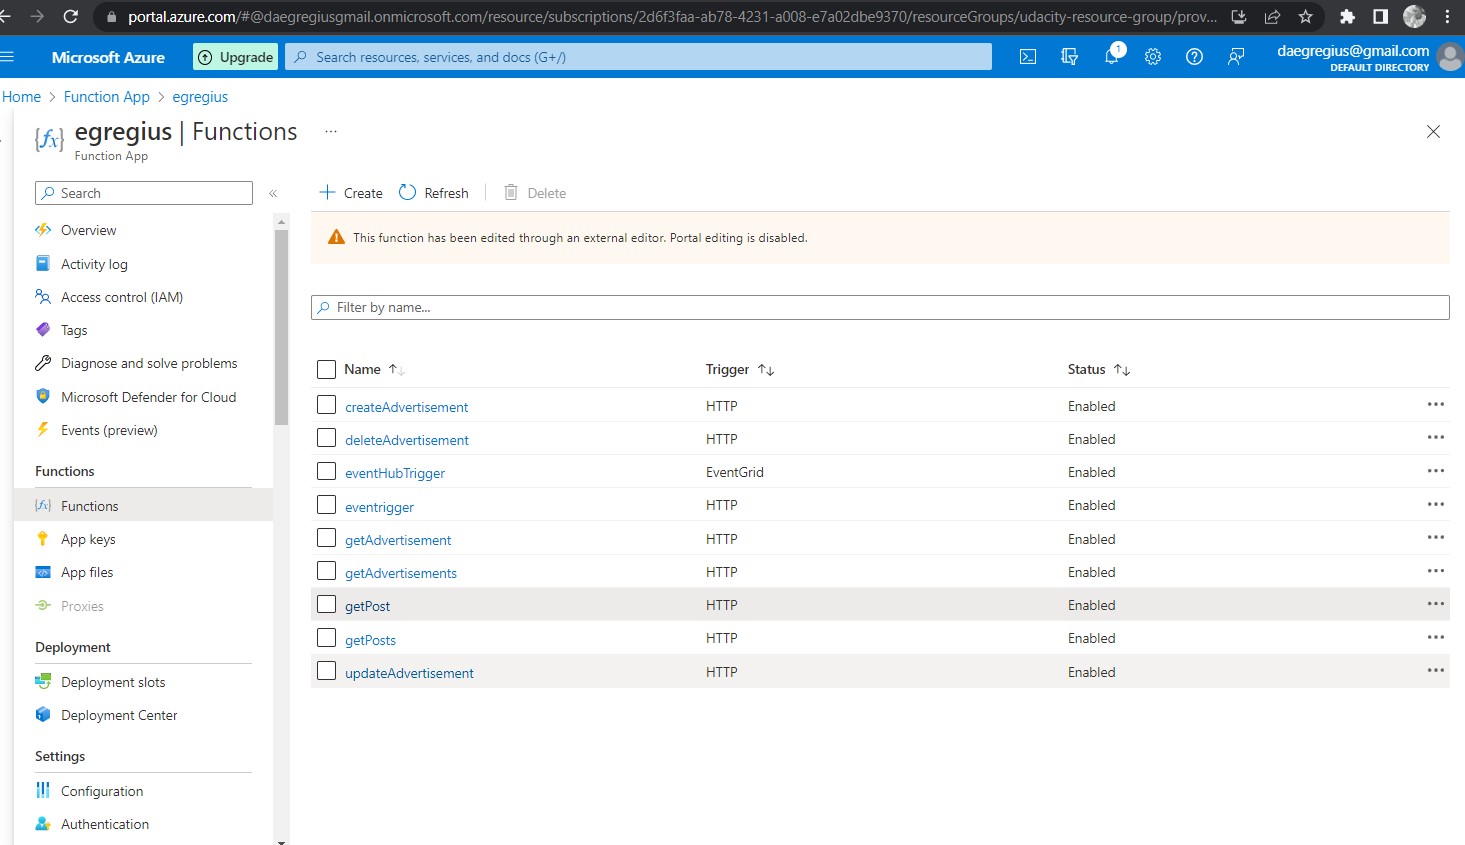 portal.azure.com/#@daegregiusgmail.onmicrosoft.com/resource/subscriptions/2d6f3faa-ab78-4231-a008-e7a02dbe9370/resourceGroups/udacity-resource-group/prov...
Microsoft Azure
Upgrade
Search resources, services, and docs (G+/)
1
daegregius@gmail.com
DEFAULT DIRECTORY
Home > Function App > egregius
{fx} egregius | Functions ...
Function App
Search «
Overview
Activity log
Access control (IAM)
Tags
Diagnose and solve problems
Microsoft Defender for Cloud
Events (preview)
Functions
{fx} Functions
App keys
App files
Proxies
Deployment
Deployment slots
Deployment Center
Settings
Configuration
Authentication
+ Create Refresh | Delete
This function has been edited through an external editor. Portal editing is disabled.
Filter by name...
Name ↑↓ Trigger ↑↓ Status ↑↓
createAdvertisement HTTP Enabled ...
deleteAdvertisement HTTP Enabled ...
eventHubTrigger EventGrid Enabled ...
eventrigger HTTP Enabled ...
getAdvertisement HTTP Enabled ...
getAdvertisements HTTP Enabled ...
getPost HTTP Enabled ...
getPosts HTTP Enabled ...
updateAdvertisement HTTP Enabled ...